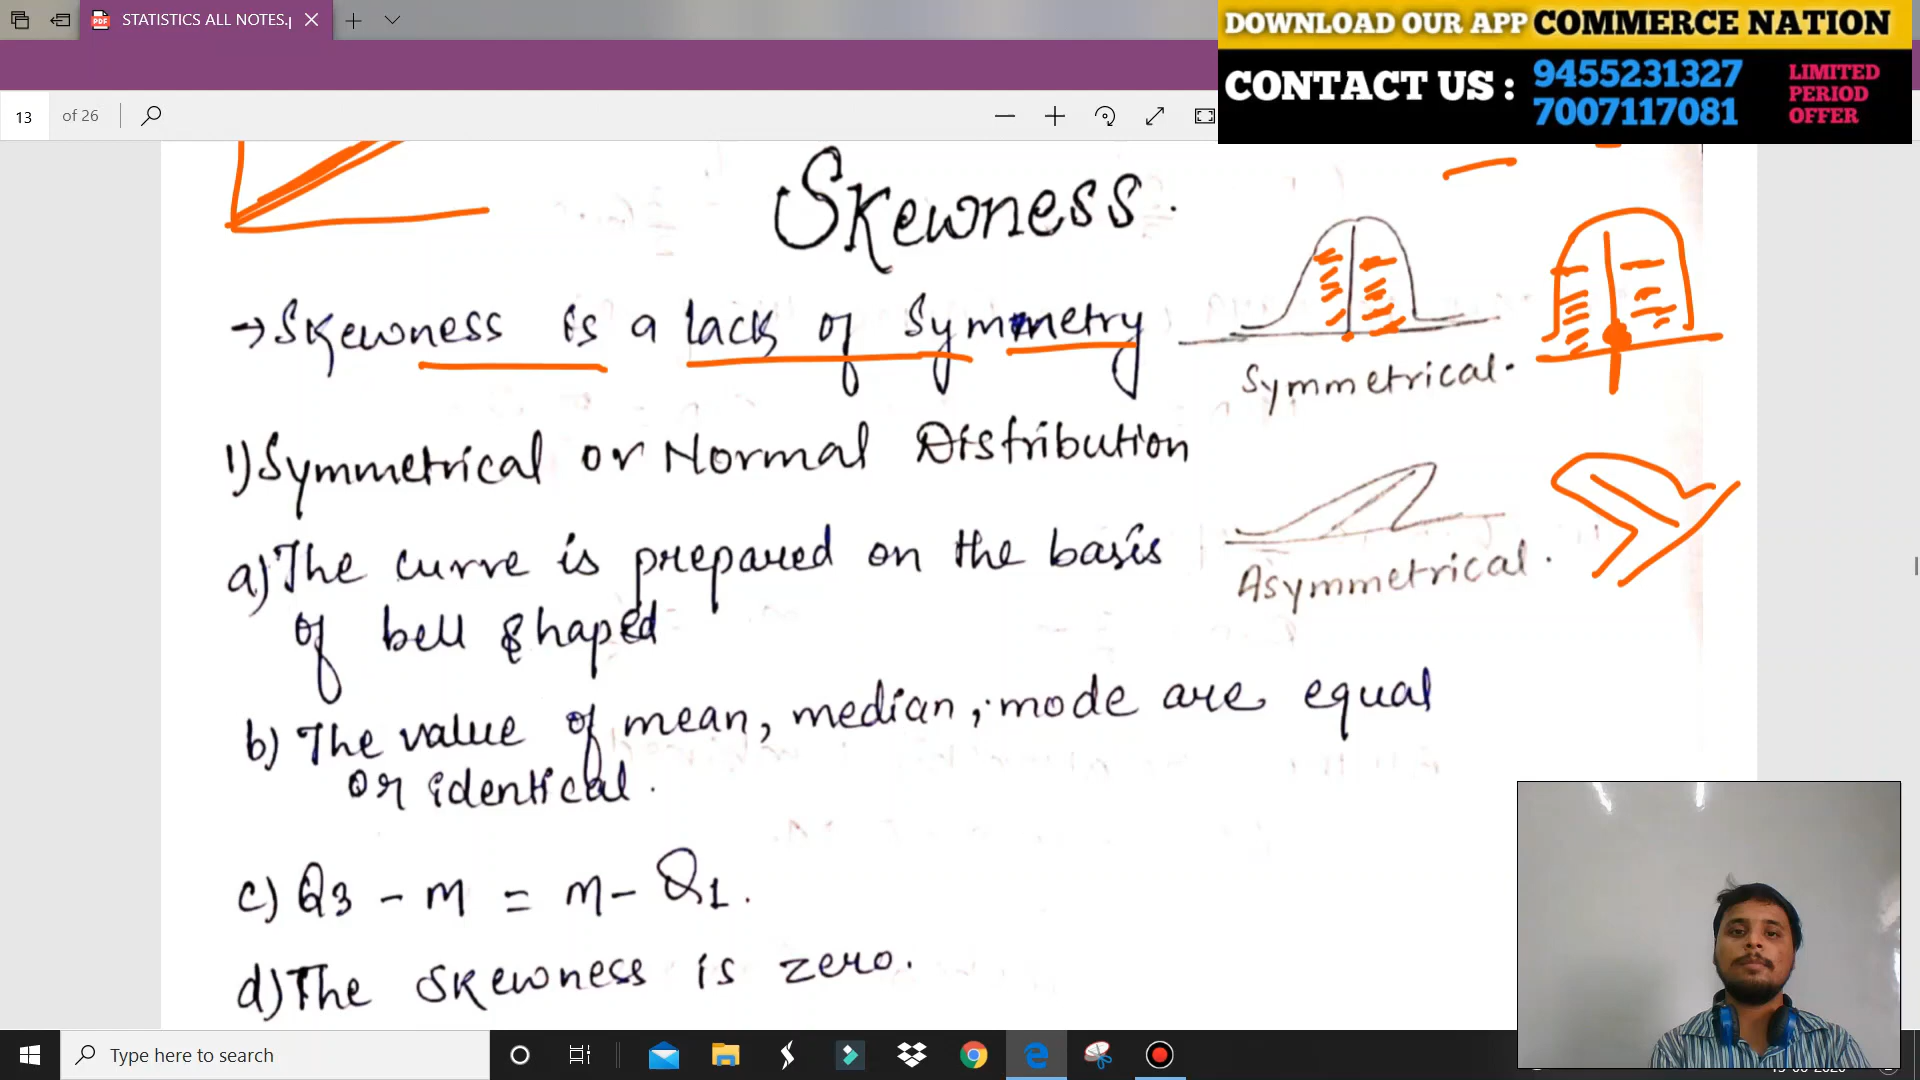 STATISTICS ALL NOTES.p
DOWNLOAD OUR APP COMMERCE NATION
CONTACT US : 9455231327
7007117081
LIMITED
PERIOD
OFFER
13 of 26
Skewness.
→Skewness is a lack of Symmetry
Symmetrical.
1) Symmetrical or Normal Distribution
a) The curve is prepared on the basis
of bell shaped
Asymmetrical.
b) The value of mean, median, mode are equal
or identical.
c) Q3 - M = M - Q1.
d) The Skewness is zero.
Type here to search